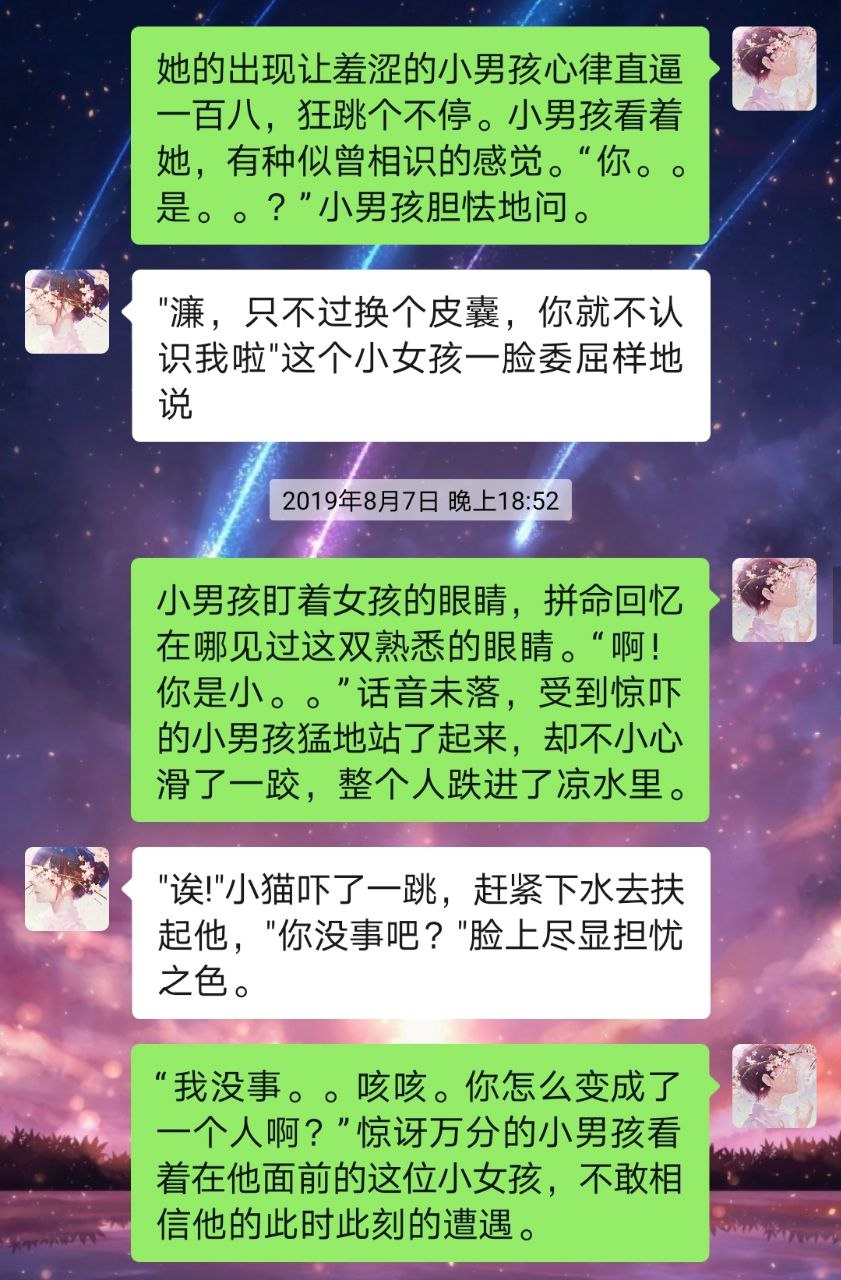 她的出现让羞涩的小男孩心律直逼
一百八，狂跳个不停。小男孩看着
她，有种似曾相识的感觉。“你。。
是。。？”小男孩胆怯地问。
"濂，只不过换个皮囊，你就不认
识我啦"这个小女孩一脸委屈样地
说
2019年8月7日 晚上18:52
小男孩盯着女孩的眼睛，拼命回忆
在哪见过这双熟悉的眼睛。“啊！
你是小。。”话音未落，受到惊吓
的小男孩猛地站了起来，却不小心
滑了一跤，整个人跌进了凉水里。
"诶!"小猫吓了一跳，赶紧下水去扶
起他，"你没事吧？"脸上尽显担忧
之色。
“我没事。。咳咳。你怎么变成了
一个人啊？”惊讶万分的小男孩看
着在他面前的这位小女孩，不敢相
信他的此时此刻的遭遇。